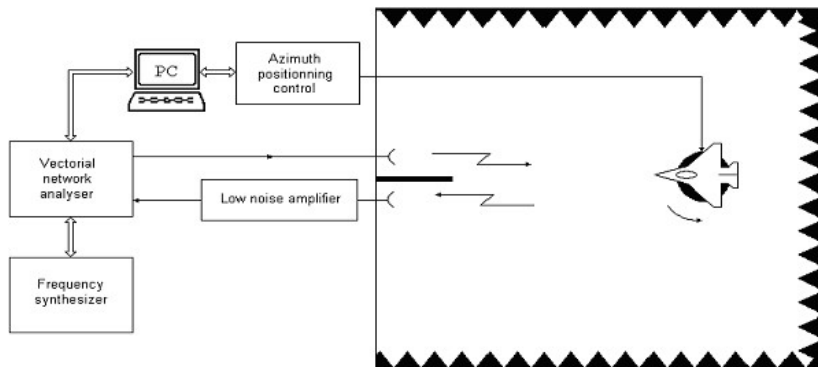 PC
Azimuth
positionning
control
Vectorial
network
analyser
Low noise amplifier
Frequency
synthesizer